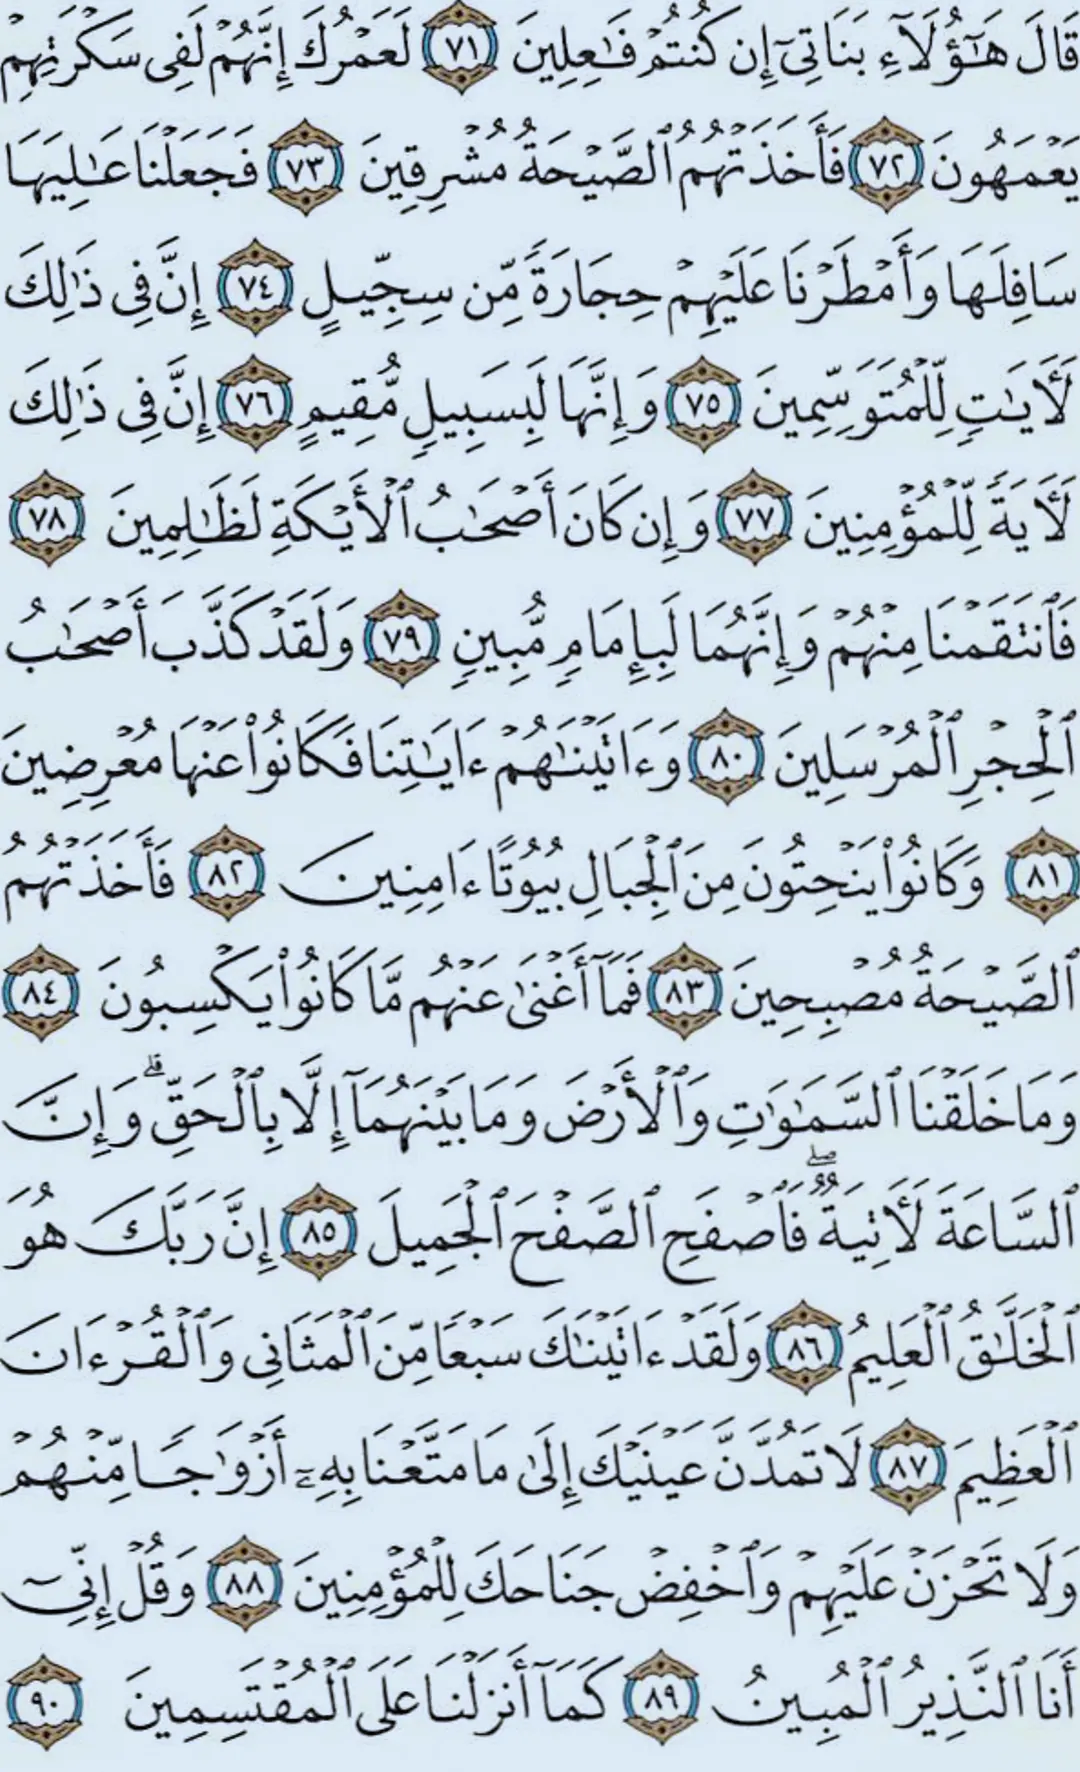 قَالَ هَٰٓؤُلَآءِ بَنَاتِىٓ إِن كُنتُمْ فَٰعِلِينَ ٧١ لَعَمْرُكَ إِنَّهُمْ لَفِى سَكْرَتِهِمْ
يَعْمَهُونَ ٧٢ فَأَخَذَتْهُمُ ٱلصَّيْحَةُ مُشْرِقِينَ ٧٣ فَجَعَلْنَا عَٰلِيَهَا
سَافِلَهَا وَأَمْطَرْنَا عَلَيْهِمْ حِجَارَةً مِّن سِجِّيلٍ ٧٤ إِنَّ فِى ذَٰلِكَ
لَءَايَٰتٍ لِّلْمُتَوَسِّمِينَ ٧٥ وَإِنَّهَا لَبِسَبِيلٍ مُّقِيمٍ ٧٦ إِنَّ فِى ذَٰلِكَ
لَءَايَةً لِّلْمُؤْمِنِينَ ٧٧ وَإِن كَانَ أَصْحَٰبُ ٱلْأَيْكَةِ لَظَٰلِمِينَ ٧٨
فَٱنتَقَمْنَا مِنْهُمْ وَإِنَّهُمَا لَبِإِمَامٍ مُّبِينٍ ٧٩ وَلَقَدْ كَذَّبَ أَصْحَٰبُ
ٱلْحِجْرِ ٱلْمُرْسَلِينَ ٨٠ وَءَاتَيْنَٰهُمْ ءَايَٰتِنَا فَكَانُوا۟ عَنْهَا مُعْرِضِينَ
٨١ وَكَانُوا۟ يَنْحِتُونَ مِنَ ٱلْجِبَالِ بُيُوتًا ءَامِنِينَ ٨٢ فَأَخَذَتْهُمُ
ٱلصَّيْحَةُ مُصْبِحِينَ ٨٣ فَمَآ أَغْنَىٰ عَنْهُم مَّا كَانُوا۟ يَكْسِبُونَ ٨٤
وَمَا خَلَقْنَا ٱلسَّمَٰوَٰتِ وَٱلْأَرْضَ وَمَا بَيْنَهُمَآ إِلَّا بِٱلْحَقِّ ۗ وَإِنَّ
ٱلسَّاعَةَ لَءَاتِيَةٌ ۖ فَٱصْفَحِ ٱلصَّفْحَ ٱلْجَمِيلَ ٨٥ إِنَّ رَبَّكَ هُوَ
ٱلْخَلَّٰقُ ٱلْعَلِيمُ ٨٦ وَلَقَدْ ءَاتَيْنَٰكَ سَبْعًا مِّنَ ٱلْمَثَانِى وَٱلْقُرْءَانَ
ٱلْعَظِيمَ ٨٧ لَا تَمُدَّنَّ عَيْنَيْكَ إِلَىٰ مَا مَتَّعْنَا بِهِۦٓ أَزْوَٰجًا مِّنْهُمْ
وَلَا تَحْزَنْ عَلَيْهِمْ وَٱخْفِضْ جَنَاحَكَ لِلْمُؤْمِنِينَ ٨٨ وَقُلْ إِنِّىٓ
أَنَا ٱلنَّذِيرُ ٱلْمُبِينُ ٨٩ كَمَآ أَنزَلْنَا عَلَى ٱلْمُقْتَسِمِينَ ٩٠